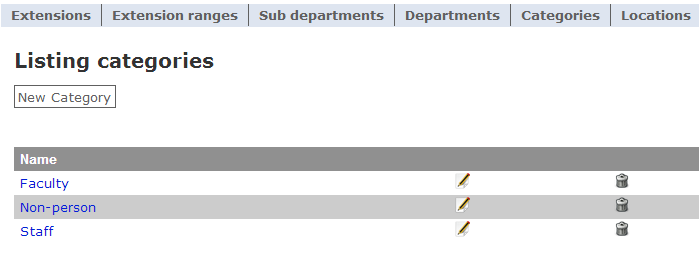 Extensions Extension ranges Sub departments Departments Categories Locations
Listing categories
New Category
Name
Faculty
Non-person
Staff